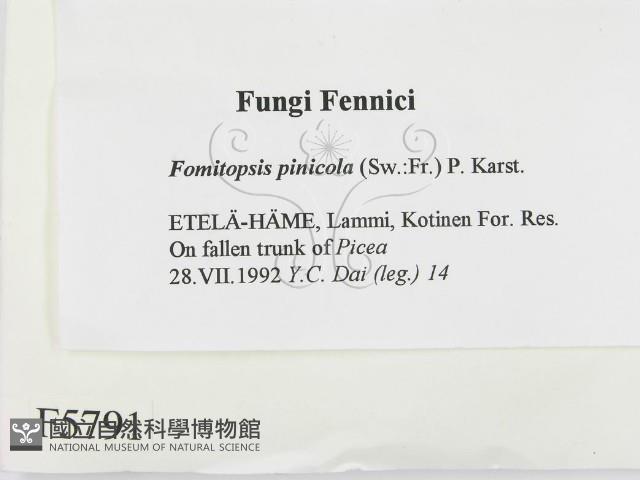 Fungi Fennici
Fomitopsis pinicola (Sw.:Fr.) P. Karst.
ETELÄ-HÄME, Lammi, Kotinen For. Res.
On fallen trunk of Picea
28.VII.1992 Y.C. Dai (leg.) 14
F5791
國立自然科學博物館
NATIONAL MUSEUM OF NATURAL SCIENCE